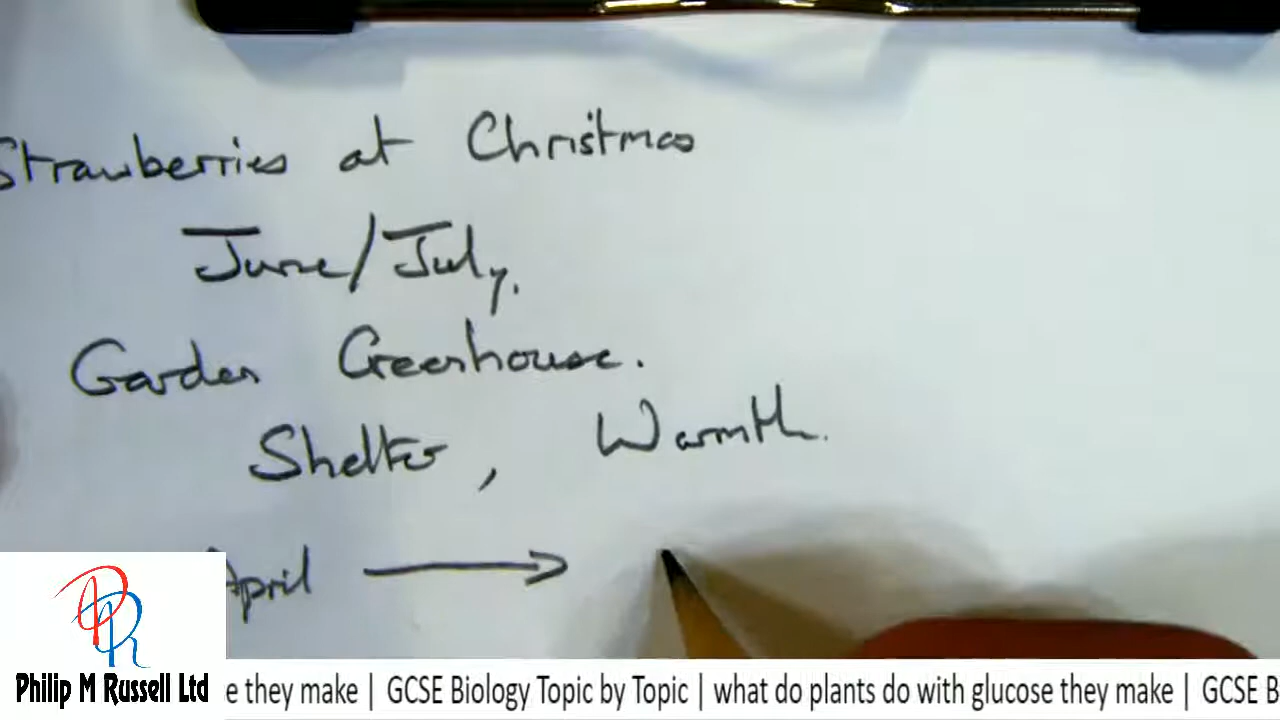 Strawberries at Christmas
June/July.
Garden Greenhouse.
Shelter, Warmth.
April →
PR
Philip M Russell Ltd
e they make | GCSE Biology Topic by Topic | what do plants do with glucose they make | GCSE B